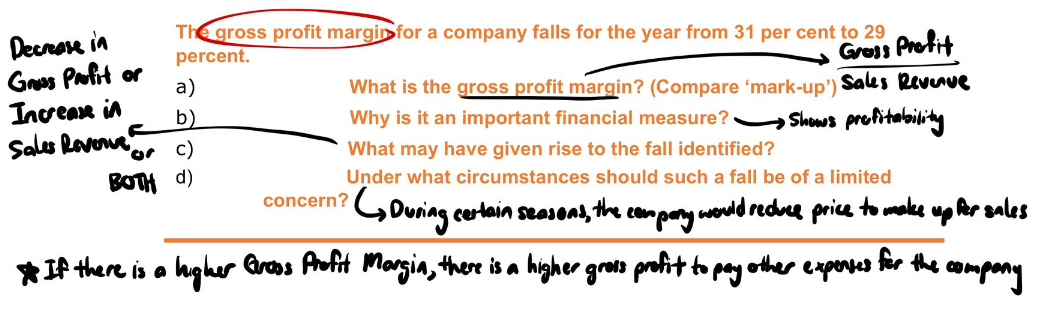 The gross profit margin for a company falls for the year from 31 per cent to 29
percent.
a) What is the gross profit margin? (Compare ‘mark-up’)
Gross Profit
Sales Revenue
b) Why is it an important financial measure? Shows profitability
c) What may have given rise to the fall identified?
Decrease in
Gross Profit or
Increase in
Sales Revenue or
BOTH
d) Under what circumstances should such a fall be of a limited
concern?
During certain seasons, the company would reduce price to make up for sales
* If there is a higher Gross Profit Margin, there is a higher gross profit to pay other expenses for the company